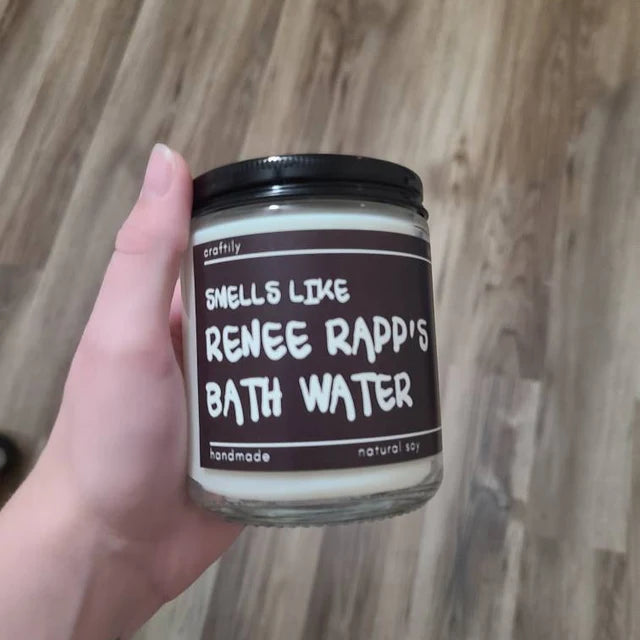 craftily
SMELLS LIKE
RENEE RAPP'S
BATH WATER
handmade natural soy